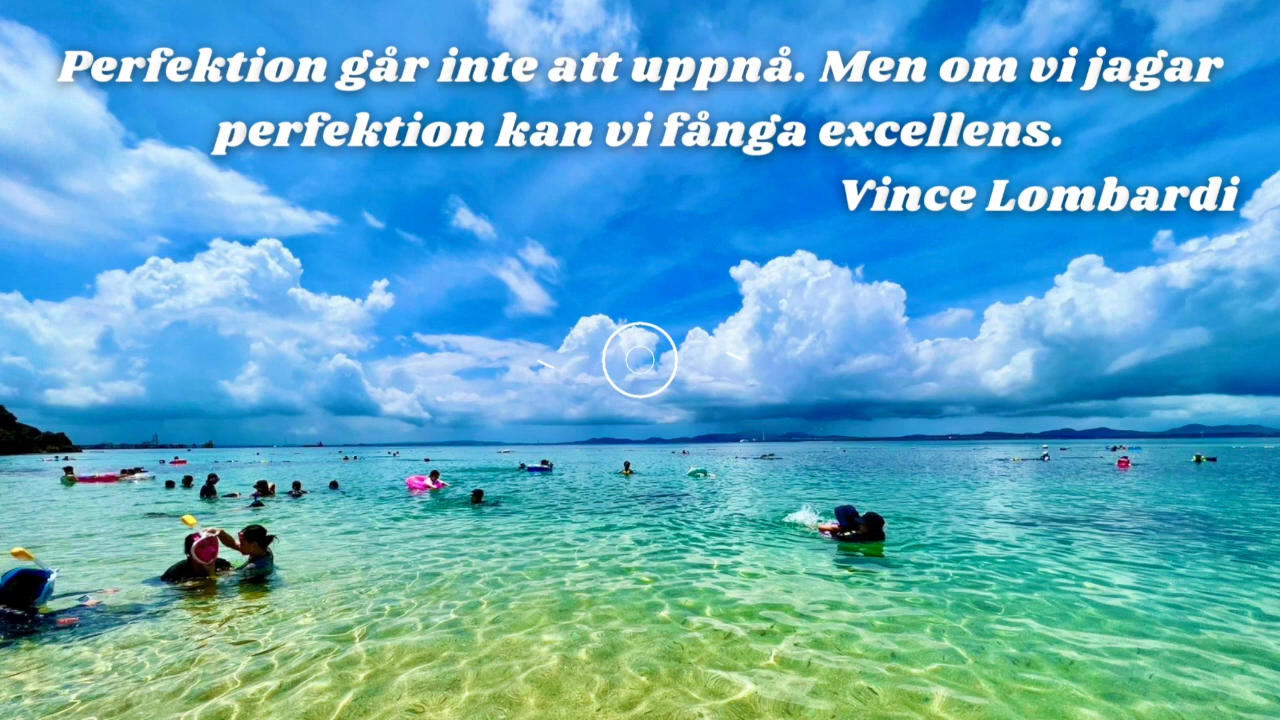 Perfektion går inte att uppnå. Men om vi jagar
perfektion kan vi fånga excellens.
Vince Lombardi